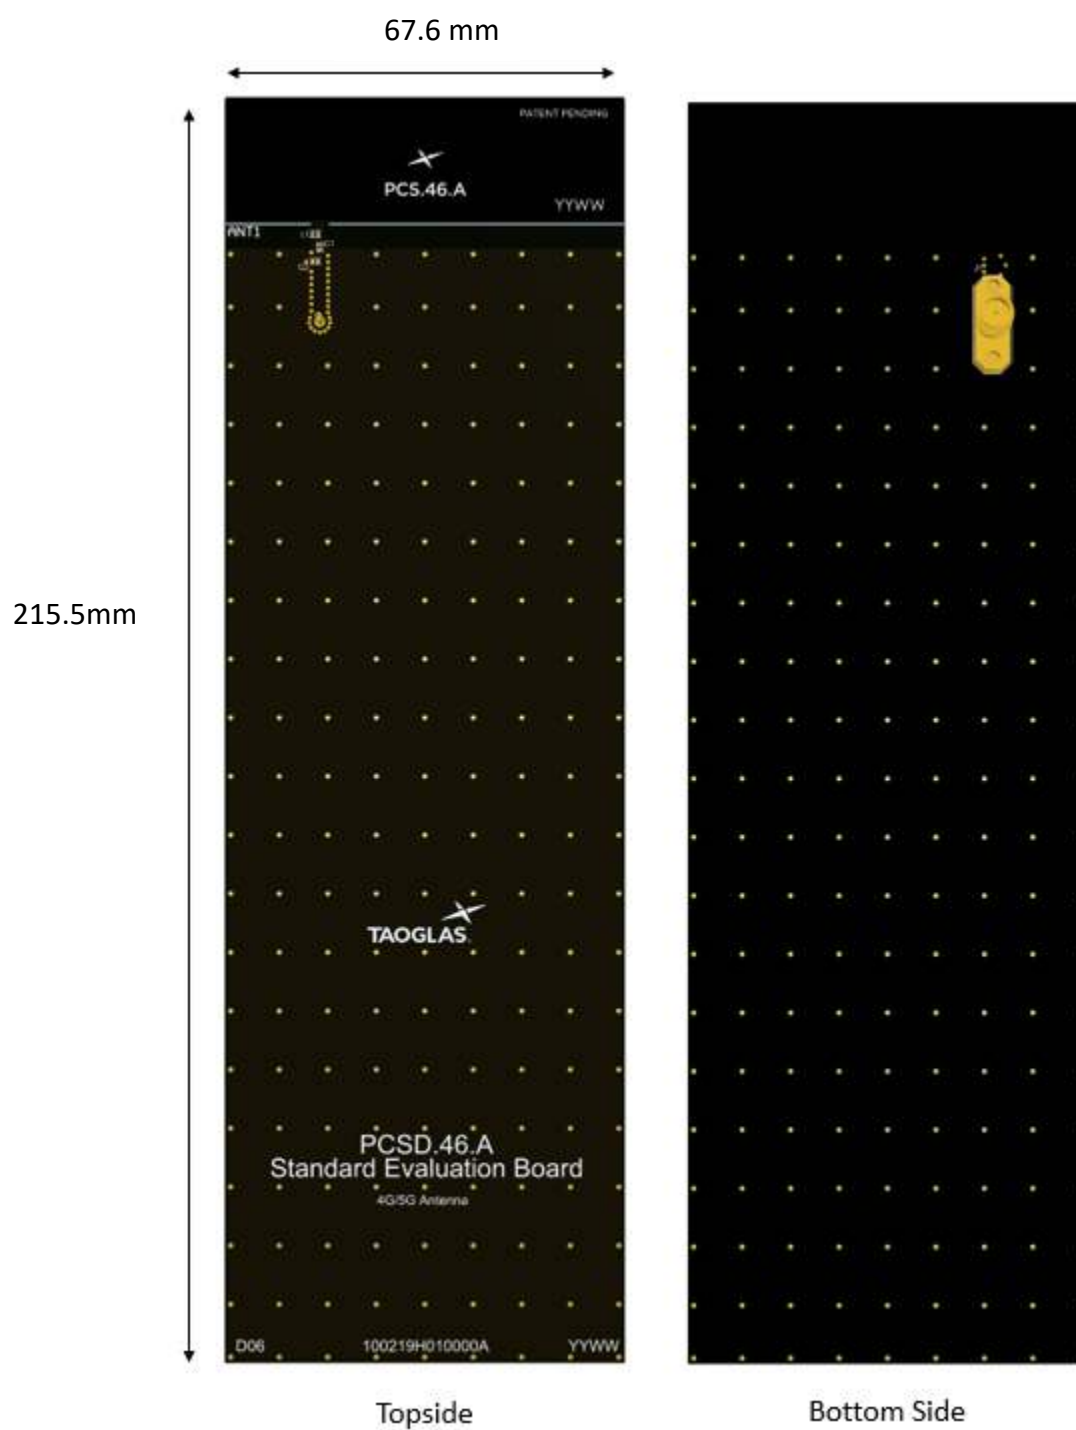 67.6 mm
PATENT PENDING
PCS.46.A
YYWW
ANT1
215.5mm
TAOGLAS
PCSD.46.A
Standard Evaluation Board
4G/5G Antenna
D06 100219H010000A YYWW
Topside
Bottom Side